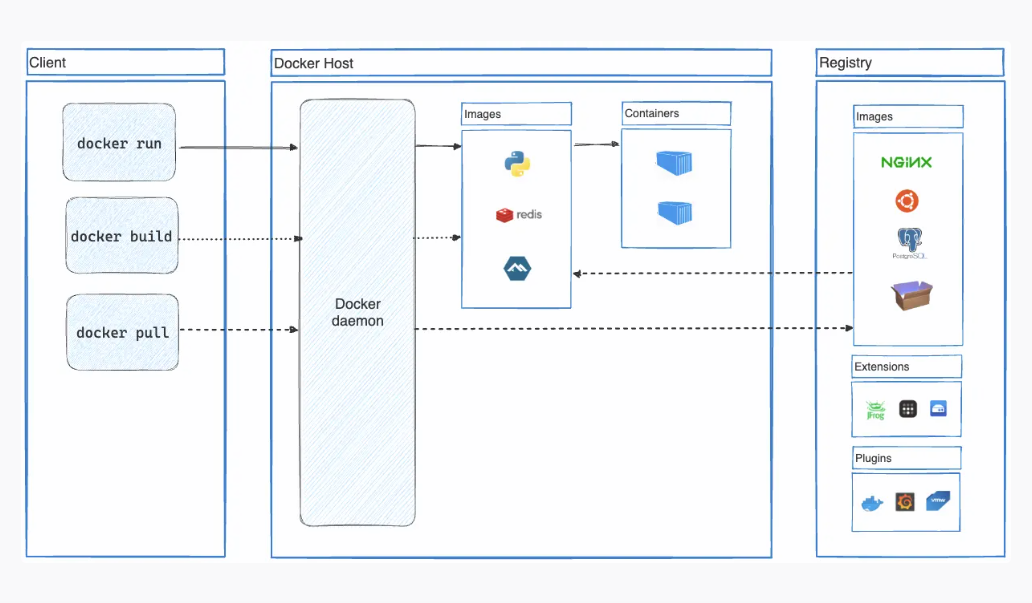 Client
docker run
docker build
docker pull
Docker Host
Docker
daemon
Images
redis
Containers
Registry
Images
NGINX
PostgreSQL
Extensions
jFrog
Plugins
vmw